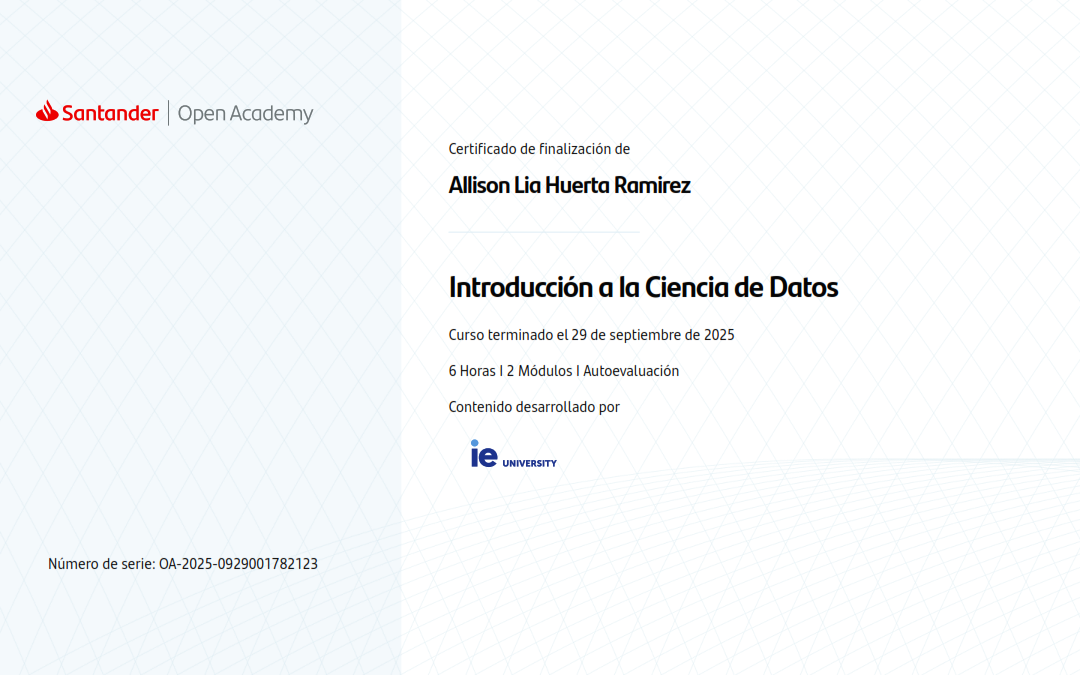 Santander | Open Academy
Certificado de finalización de
Allison Lia Huerta Ramirez
Introducción a la Ciencia de Datos
Curso terminado el 29 de septiembre de 2025
6 Horas I 2 Módulos I Autoevaluación
Contenido desarrollado por
ie UNIVERSITY
Número de serie: OA-2025-0929001782123